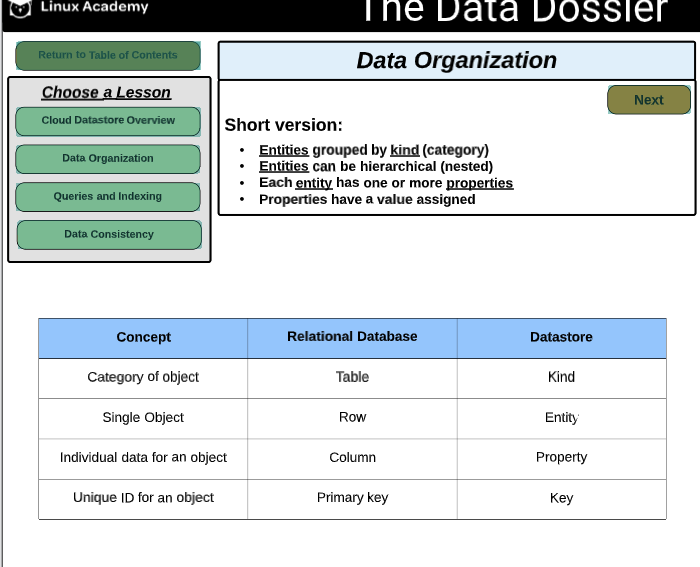 Linux Academy
The Data Dossier
Return to Table of Contents
Choose a Lesson
Cloud Datastore Overview
Data Organization
Queries and Indexing
Data Consistency
Data Organization
Next
Short version:
• Entities grouped by kind (category)
• Entities can be hierarchical (nested)
• Each entity has one or more properties
• Properties have a value assigned
Concept Relational Database Datastore
Category of object Table Kind
Single Object Row Entity
Individual data for an object Column Property
Unique ID for an object Primary key Key